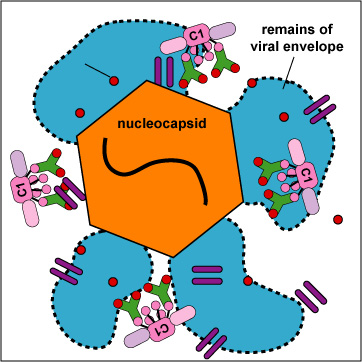 C1
remains of
viral envelope
nucleocapsid
C1
C1
C1